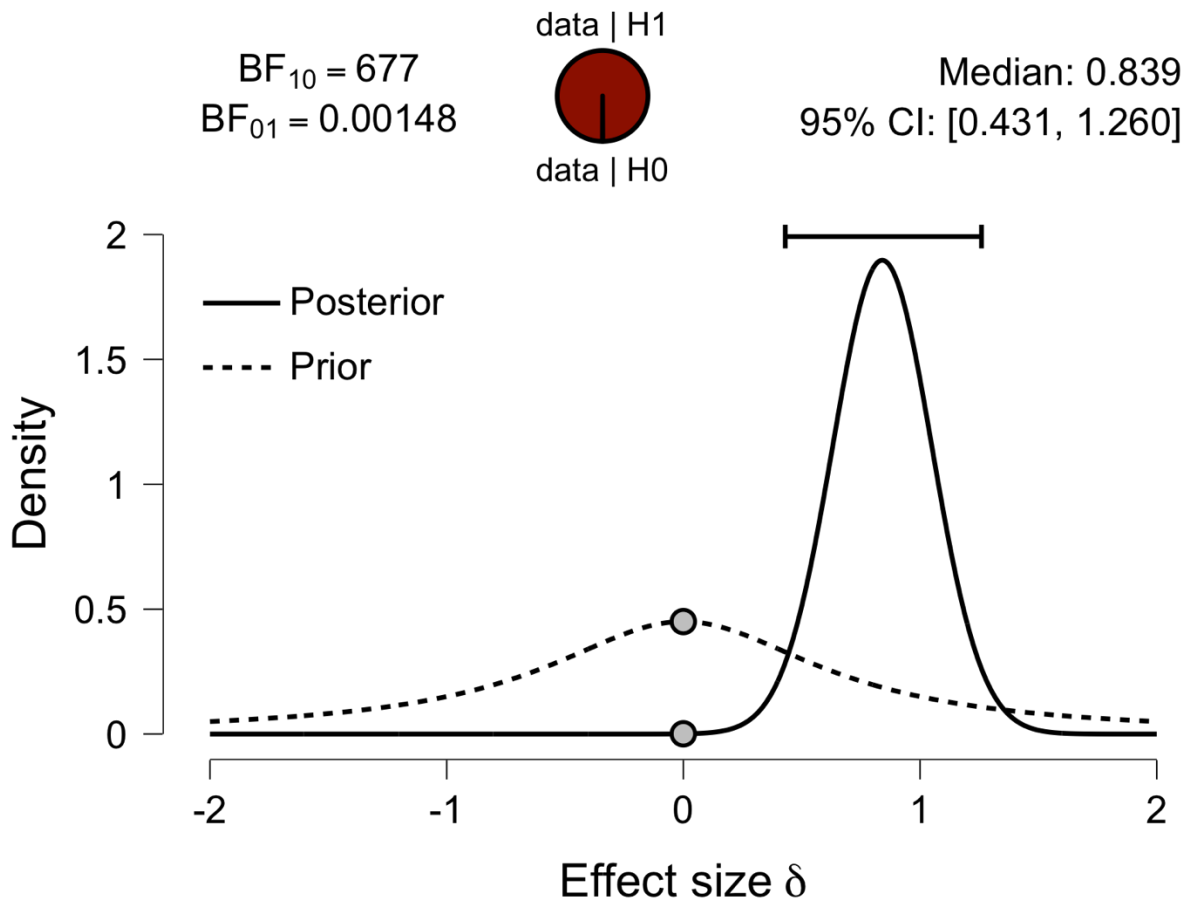 data | H1
BF₁₀ = 677
BF₀₁ = 0.00148
data | H0
Median: 0.839
95% CI: [0.431, 1.260]
2
1.5
1
0.5
0
Density
Posterior
Prior
-2
-1
0
1
2
Effect size δ